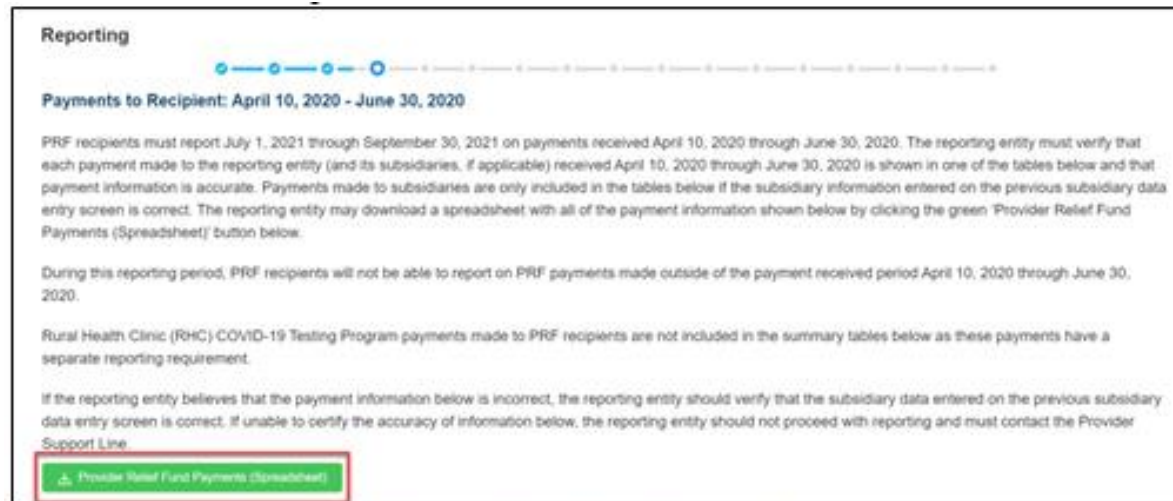 Reporting
Payments to Recipient: April 10, 2020 - June 30, 2020
PRF recipients must report July 1, 2021 through September 30, 2021 on payments received April 10, 2020 through June 30, 2020. The reporting entity must verify that
each payment made to the reporting entity (and its subsidiaries, if applicable) received April 10, 2020 through June 30, 2020 is shown in one of the tables below and that
payment information is accurate. Payments made to subsidiaries are only included in the tables below if the subsidiary information entered on the previous subsidiary data
entry screen is correct. The reporting entity may download a spreadsheet with all of the payment information shown below by clicking the green 'Provider Relief Fund
Payments (Spreadsheet)' button below.
During this reporting period, PRF recipients will not be able to report on PRF payments made outside of the payment received period April 10, 2020 through June 30,
2020.
Rural Health Clinic (RHC) COVID-19 Testing Program payments made to PRF recipients are not included in the summary tables below as these payments have a
separate reporting requirement.
If the reporting entity believes that the payment information below is incorrect, the reporting entity should verify that the subsidiary data entered on the previous subsidiary
data entry screen is correct. If unable to certify the accuracy of information below, the reporting entity should not proceed with reporting and must contact the Provider
Support Line.
Provider Relief Fund Payments (Spreadsheet)